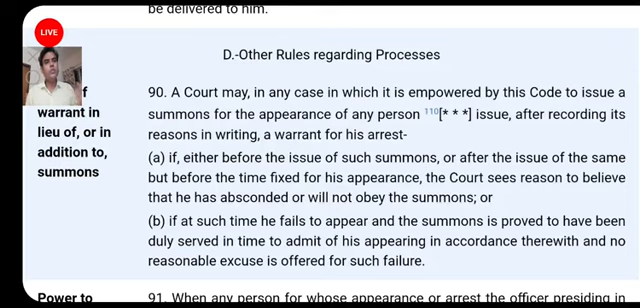 be delivered to him.
LIVE
D.-Other Rules regarding Processes
f
warrant in
lieu of, or in
addition to,
summons
90. A Court may, in any case in which it is empowered by this Code to issue a
summons for the appearance of any person 110[* * *] issue, after recording its
reasons in writing, a warrant for his arrest-
(a) if, either before the issue of such summons, or after the issue of the same
but before the time fixed for his appearance, the Court sees reason to believe
that he has absconded or will not obey the summons; or
(b) if at such time he fails to appear and the summons is proved to have been
duly served in time to admit of his appearing in accordance therewith and no
reasonable excuse is offered for such failure.
Power to
91. When any person for whose appearance or arrest the officer presiding in